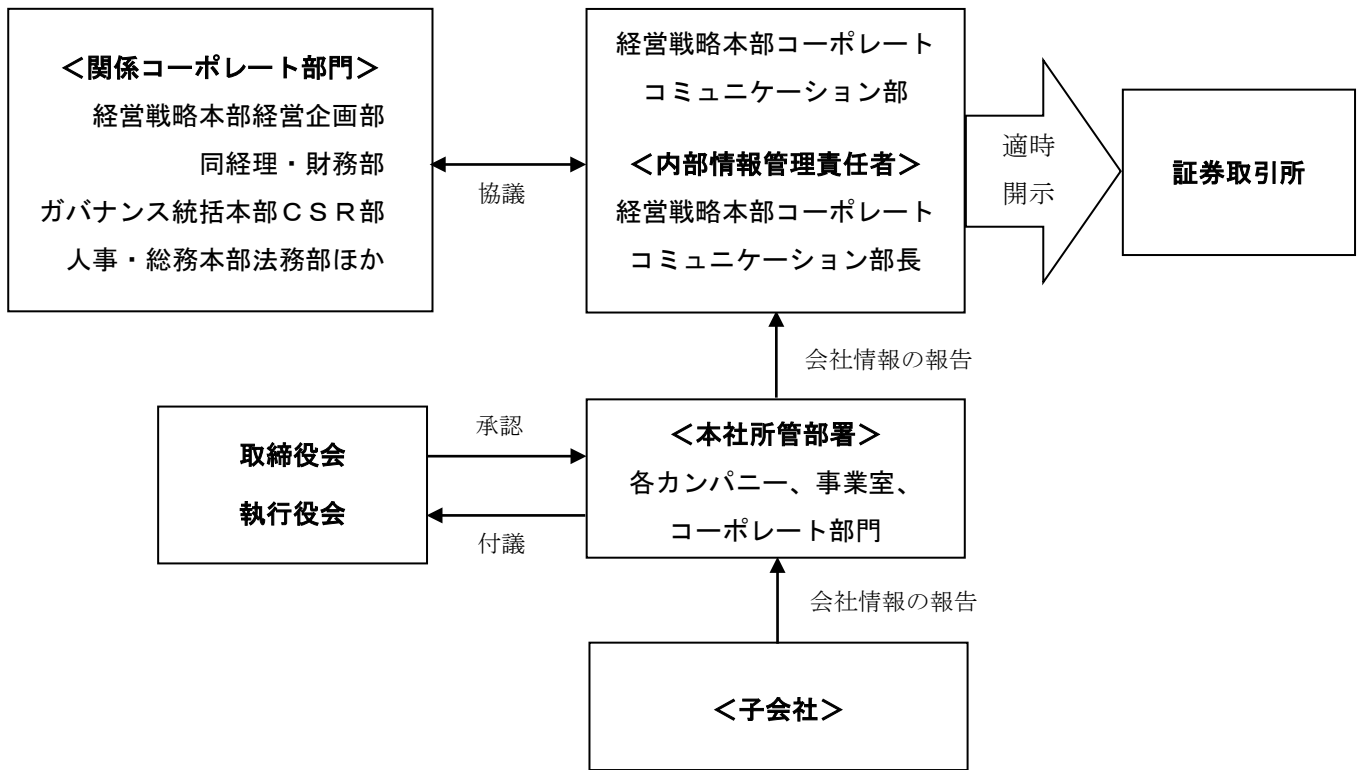 ＜関係コーポレート部門＞
経営戦略本部経営企画部
同経理・財務部
ガバナンス統括本部ＣＳＲ部
人事・総務本部法務部ほか
協議
経営戦略本部コーポレート
コミュニケーション部
＜内部情報管理責任者＞
経営戦略本部コーポレート
コミュニケーション部長
適時
開示
証券取引所
会社情報の報告
取締役会
執行役会
承認
付議
＜本社所管部署＞
各カンパニー、事業室、
コーポレート部門
会社情報の報告
＜子会社＞